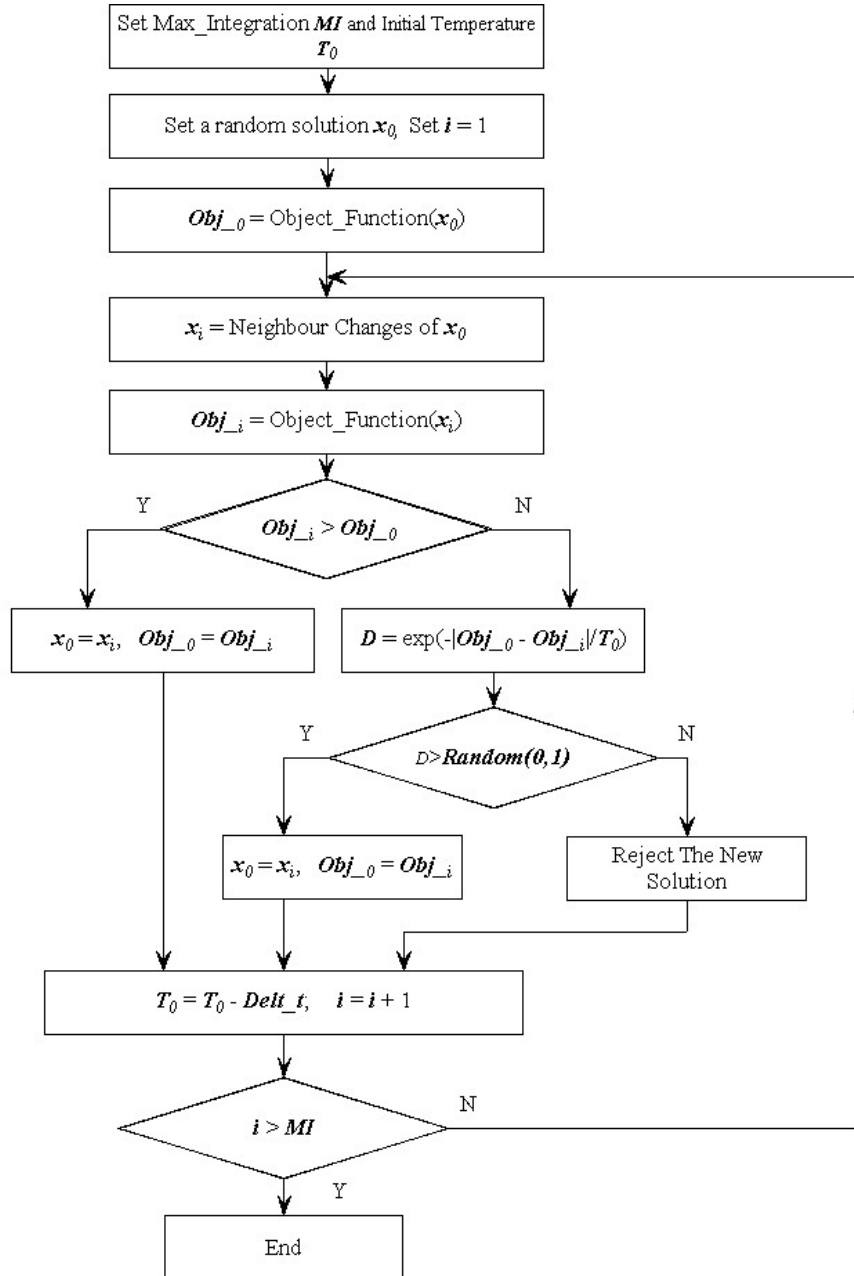 Set Max_Integration MI and Initial Temperature
T0
Set a random solution x0, Set i = 1
Obj_0 = Object_Function(x0)
xi = Neighbour Changes of x0
Obj_i = Object_Function(xi)
Y
N
Obj_i > Obj_0
x0 = xi, Obj_0 = Obj_i
D = exp(-|Obj_0 - Obj_i|/T0)
Y
N
D>Random(0,1)
x0 = xi, Obj_0 = Obj_i
Reject The New
Solution
T0 = T0 - Delt_t, i = i + 1
N
i > MI
Y
End